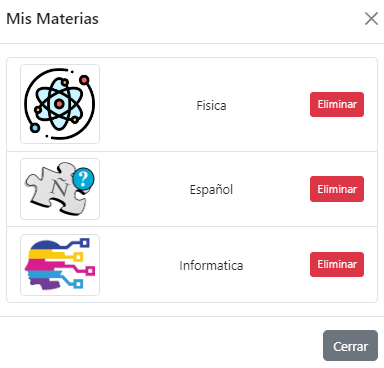 Mis Materias
Fisica
Eliminar
Ñ
?
Español
Eliminar
Informatica
Eliminar
Cerrar